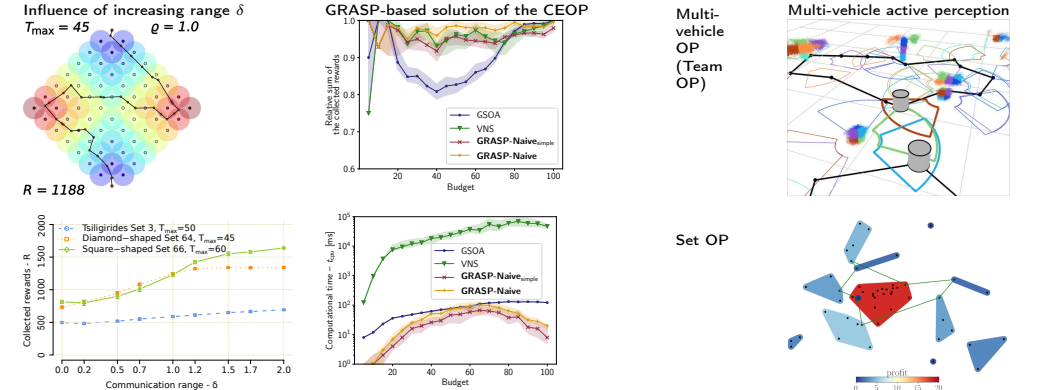 Influence of increasing range δ
T_max = 45 ϱ = 1.0
R = 1188
Collected rewards - R
2000
1500
1000
500
0
Tsiligirides Set 3, T_max=50
Diamond-shaped Set 64, T_max=45
Square-shaped Set 66, T_max=60
0.0 0.2 0.5 0.7 1.0 1.2 1.5 1.7 2.0
Communication range - δ
GRASP-based solution of the CEOP
Relative sum of
the collected rewards
1.0
0.9
0.8
0.7
0.6
GSOA
VNS
GRASP-Naive_simple
GRASP-Naive
20 40 60 80 100
Budget
Computational time - t_cpu [ms]
10^5
10^4
10^3
10^2
10^1
10^0
GSOA
VNS
GRASP-Naive_simple
GRASP-Naive
20 40 60 80 100
Budget
Multi-
vehicle
OP
(Team
OP)
Multi-vehicle active perception
Set OP
profit
0 5 10 15 20